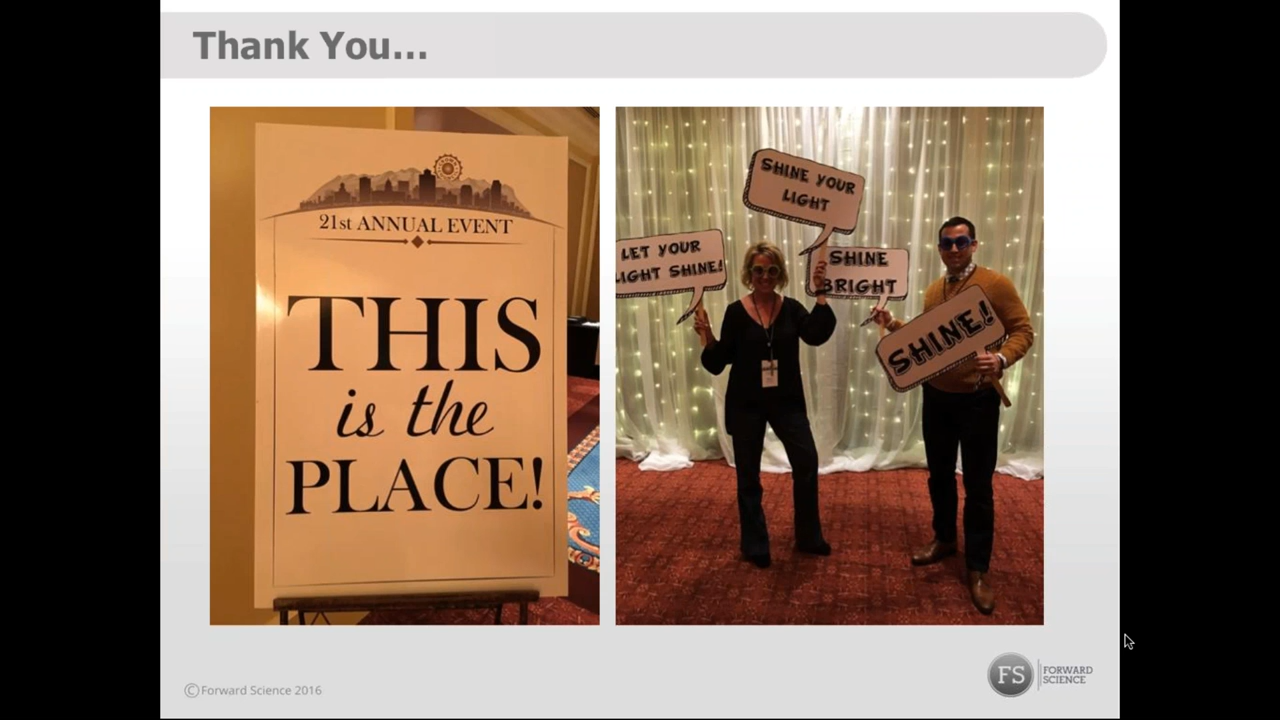 Thank You...
21st ANNUAL EVENT
THIS
is the
PLACE!
SHINE YOUR
LIGHT
LET YOUR
LIGHT SHINE!
SHINE
BRIGHT
SHINE!
©Forward Science 2016
FS
FORWARD
SCIENCE